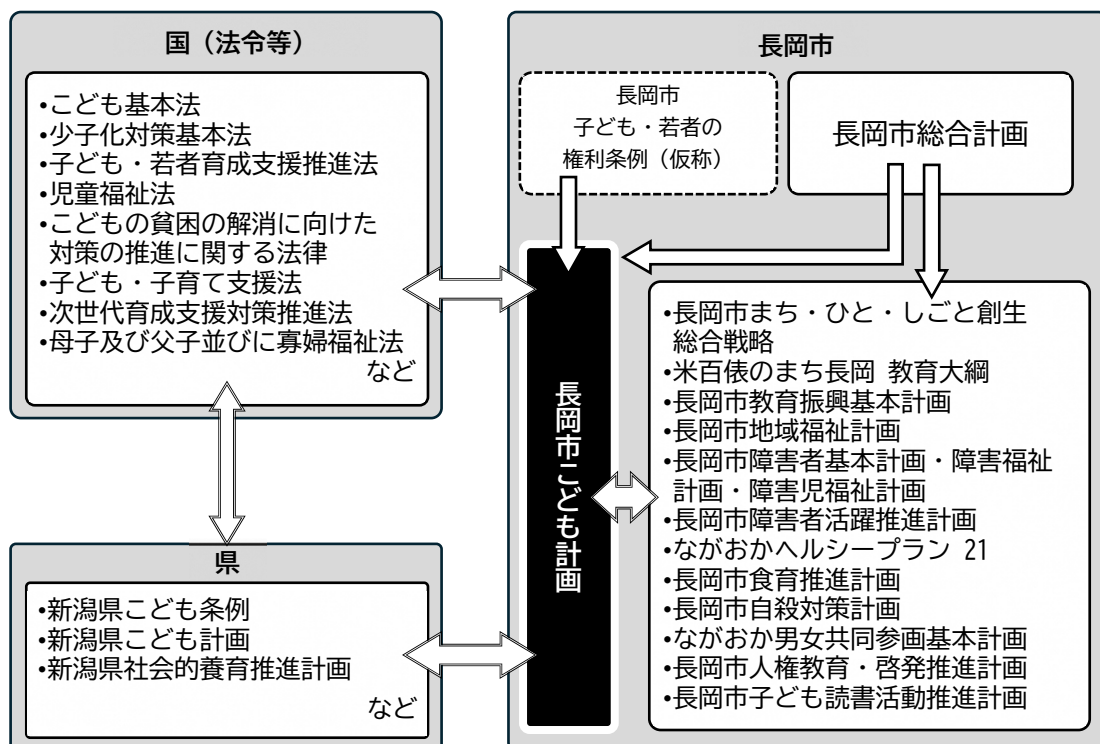 国（法令等）
•こども基本法
•少子化対策基本法
•子ども・若者育成支援推進法
•児童福祉法
•こどもの貧困の解消に向けた
対策の推進に関する法律
•子ども・子育て支援法
•次世代育成支援対策推進法
•母子及び父子並びに寡婦福祉法
など
県
•新潟県こども条例
•新潟県こども計画
•新潟県社会的養育推進計画
など
長岡市
長岡市
子ども・若者の
権利条例（仮称）
長岡市総合計画
長岡市こども計画
•長岡市まち・ひと・しごと創生
総合戦略
•米百俵のまち長岡 教育大綱
•長岡市教育振興基本計画
•長岡市地域福祉計画
•長岡市障害者基本計画・障害福祉
計画・障害児福祉計画
•長岡市障害者活躍推進計画
•ながおかヘルシープラン 21
•長岡市食育推進計画
•長岡市自殺対策計画
•ながおか男女共同参画基本計画
•長岡市人権教育・啓発推進計画
•長岡市子ども読書活動推進計画